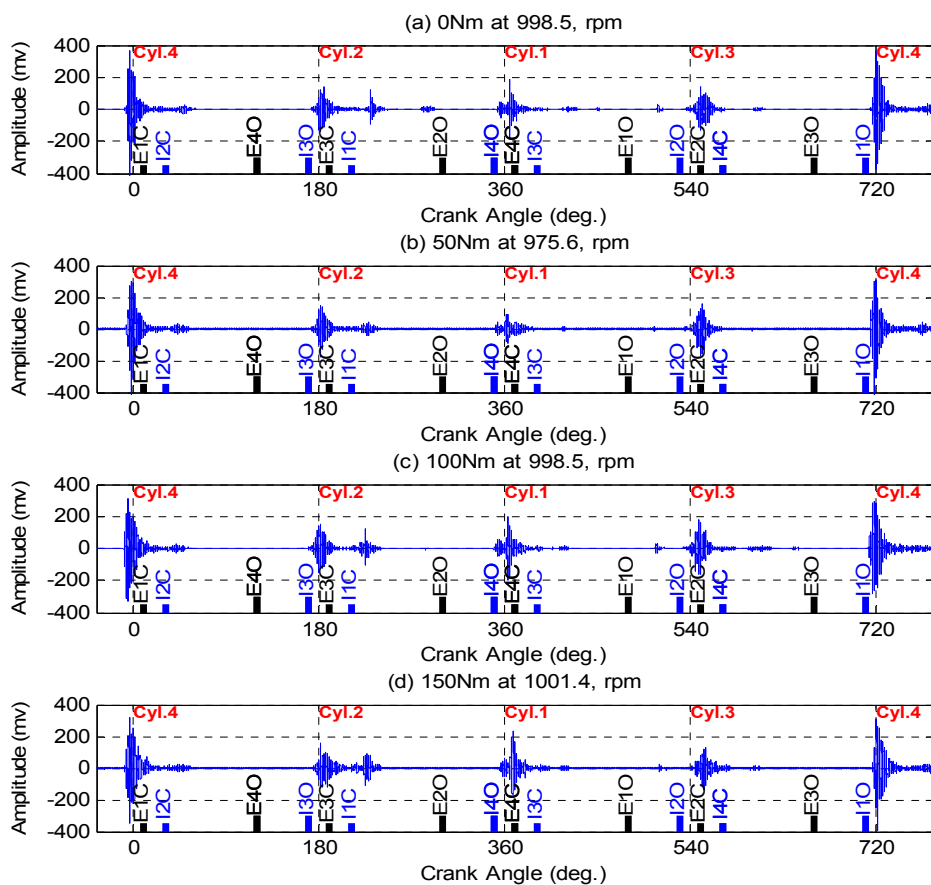 (a) 0Nm at 998.5, rpm
Amplitude (mv)
400
200
0
-200
-400
Cyl.4 Cyl.2 Cyl.1 Cyl.3 Cyl.4
E1C I2C E4O I3O E3C I1C E2O I4O E4C I3C E1O I2O E2C I4C E3O I1O
0 180 360 540 720
Crank Angle (deg.)
(b) 50Nm at 975.6, rpm
Amplitude (mv)
400
200
0
-200
-400
Cyl.4 Cyl.2 Cyl.1 Cyl.3 Cyl.4
E1C I2C E4O I3O E3C I1C E2O I4O E4C I3C E1O I2O E2C I4C E3O I1O
0 180 360 540 720
Crank Angle (deg.)
(c) 100Nm at 998.5, rpm
Amplitude (mv)
400
200
0
-200
-400
Cyl.4 Cyl.2 Cyl.1 Cyl.3 Cyl.4
E1C I2C E4O I3O E3C I1C E2O I4O E4C I3C E1O I2O E2C I4C E3O I1O
0 180 360 540 720
Crank Angle (deg.)
(d) 150Nm at 1001.4, rpm
Amplitude (mv)
400
200
0
-200
-400
Cyl.4 Cyl.2 Cyl.1 Cyl.3 Cyl.4
E1C I2C E4O I3O E3C I1C E2O I4O E4C I3C E1O I2O E2C I4C E3O I1O
0 180 360 540 720
Crank Angle (deg.)